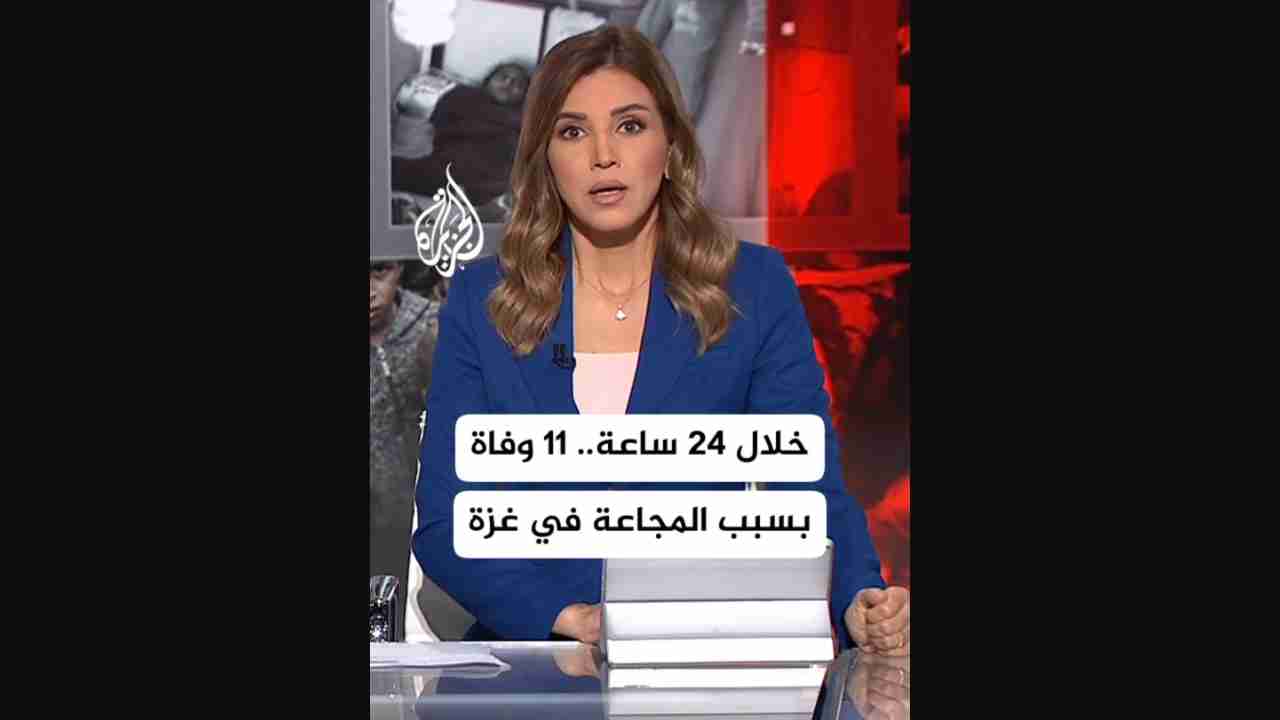 الجزيرة
خلال 24 ساعة.. 11 وفاة
بسبب المجاعة في غزة